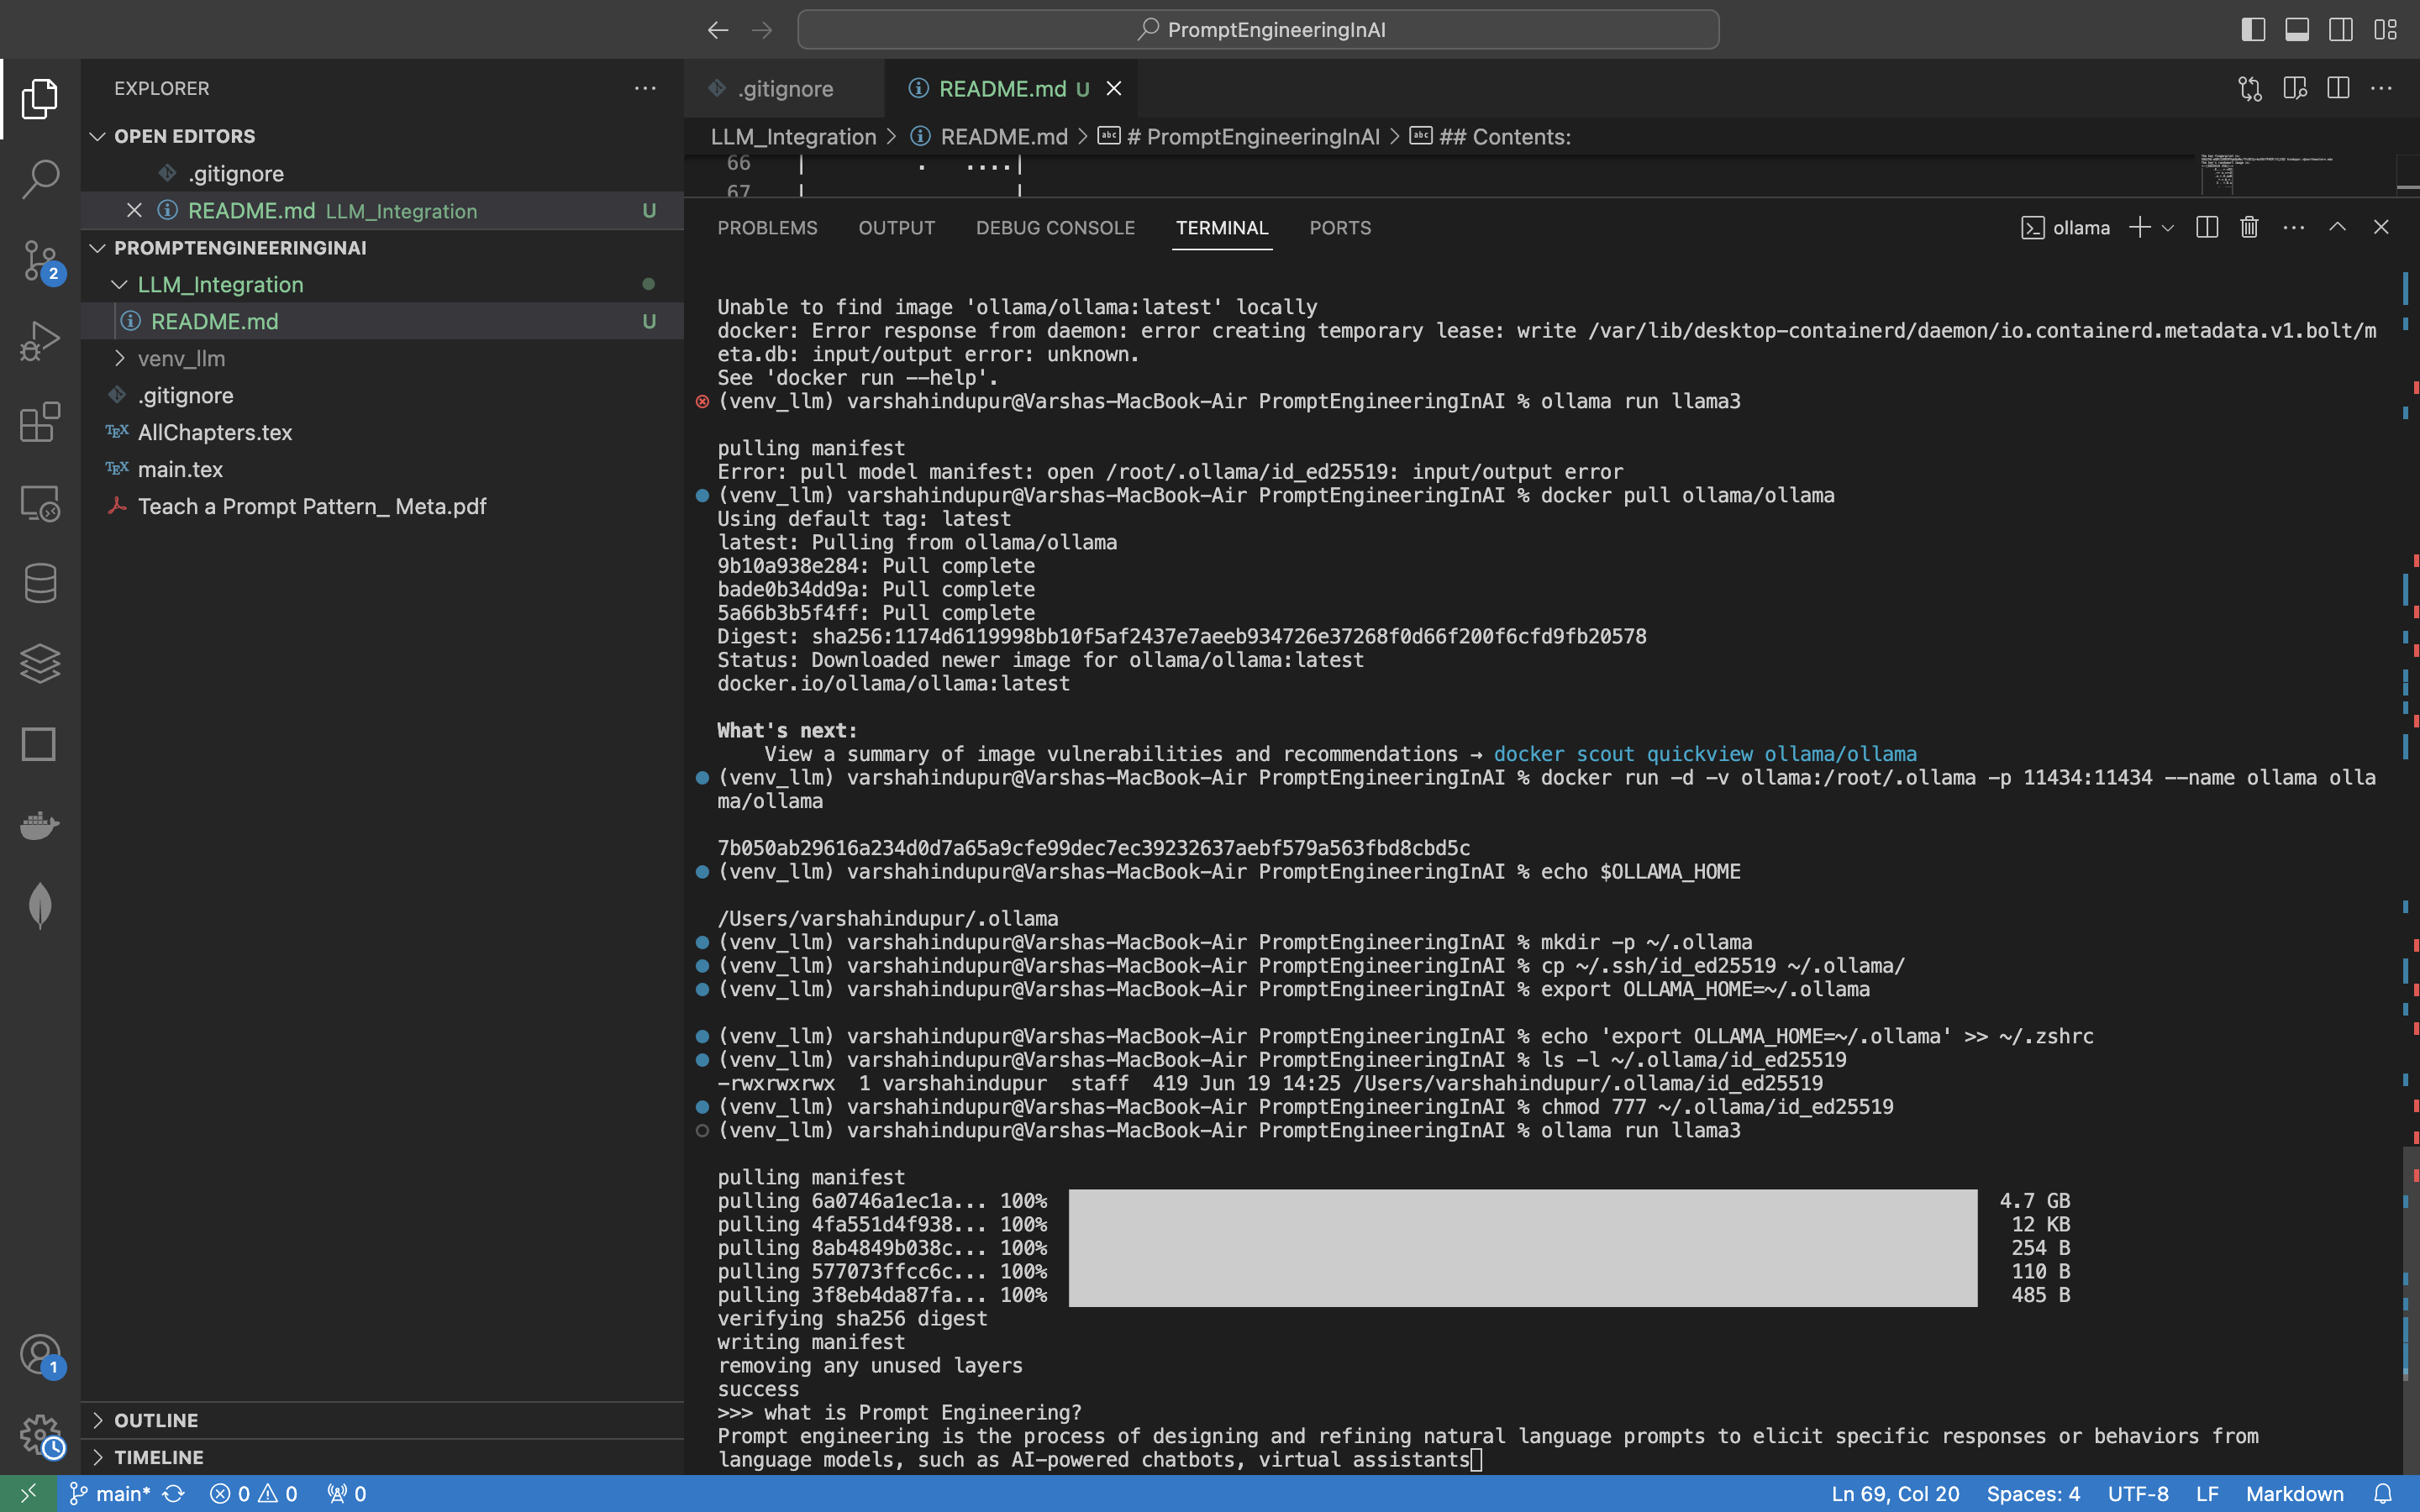 PromptEngineeringInAI
EXPLORER
OPEN EDITORS
.gitignore
README.md LLM_Integration U
PROMPTENGINEERINGINAI
LLM_Integration
README.md U
venv_llm
.gitignore
AllChapters.tex
main.tex
Teach a Prompt Pattern_ Meta.pdf
OUTLINE
TIMELINE
2
1
.gitignore
README.md U
LLM_Integration > README.md > # PromptEngineeringInAI > ## Contents:
66 | . ....|
67 | |
PROBLEMS OUTPUT DEBUG CONSOLE TERMINAL PORTS
ollama
Unable to find image 'ollama/ollama:latest' locally
docker: Error response from daemon: error creating temporary lease: write /var/lib/desktop-containerd/daemon/io.containerd.metadata.v1.bolt/m
eta.db: input/output error: unknown.
See 'docker run --help'.
(venv_llm) varshahindupur@Varshas-MacBook-Air PromptEngineeringInAI % ollama run llama3
pulling manifest
Error: pull model manifest: open /root/.ollama/id_ed25519: input/output error
(venv_llm) varshahindupur@Varshas-MacBook-Air PromptEngineeringInAI % docker pull ollama/ollama
Using default tag: latest
latest: Pulling from ollama/ollama
9b10a938e284: Pull complete
bade0b34dd9a: Pull complete
5a66b3b5f4ff: Pull complete
Digest: sha256:1174d6119998bb10f5af2437e7aeeb934726e37268f0d66f200f6cfd9fb20578
Status: Downloaded newer image for ollama/ollama:latest
docker.io/ollama/ollama:latest
What's next:
View a summary of image vulnerabilities and recommendations → docker scout quickview ollama/ollama
(venv_llm) varshahindupur@Varshas-MacBook-Air PromptEngineeringInAI % docker run -d -v ollama:/root/.ollama -p 11434:11434 --name ollama olla
ma/ollama
7b050ab29616a234d0d7a65a9cfe99dec7ec39232637aebf579a563fbd8cbd5c
(venv_llm) varshahindupur@Varshas-MacBook-Air PromptEngineeringInAI % echo $OLLAMA_HOME
/Users/varshahindupur/.ollama
(venv_llm) varshahindupur@Varshas-MacBook-Air PromptEngineeringInAI % mkdir -p ~/.ollama
(venv_llm) varshahindupur@Varshas-MacBook-Air PromptEngineeringInAI % cp ~/.ssh/id_ed25519 ~/.ollama/
(venv_llm) varshahindupur@Varshas-MacBook-Air PromptEngineeringInAI % export OLLAMA_HOME=~/.ollama
(venv_llm) varshahindupur@Varshas-MacBook-Air PromptEngineeringInAI % echo 'export OLLAMA_HOME=~/.ollama' >> ~/.zshrc
(venv_llm) varshahindupur@Varshas-MacBook-Air PromptEngineeringInAI % ls -l ~/.ollama/id_ed25519
-rwxrwxrwx 1 varshahindupur staff 419 Jun 19 14:25 /Users/varshahindupur/.ollama/id_ed25519
(venv_llm) varshahindupur@Varshas-MacBook-Air PromptEngineeringInAI % chmod 777 ~/.ollama/id_ed25519
(venv_llm) varshahindupur@Varshas-MacBook-Air PromptEngineeringInAI % ollama run llama3
pulling manifest
pulling 6a0746a1ec1a... 100% 4.7 GB
pulling 4fa551d4f938... 100% 12 KB
pulling 8ab4849b038c... 100% 254 B
pulling 577073ffcc6c... 100% 110 B
pulling 3f8eb4da87fa... 100% 485 B
verifying sha256 digest
writing manifest
removing any unused layers
success
>>> what is Prompt Engineering?
Prompt engineering is the process of designing and refining natural language prompts to elicit specific responses or behaviors from
language models, such as AI-powered chatbots, virtual assistants
main* 0 0 0 Ln 69, Col 20 Spaces: 4 UTF-8 LF Markdown